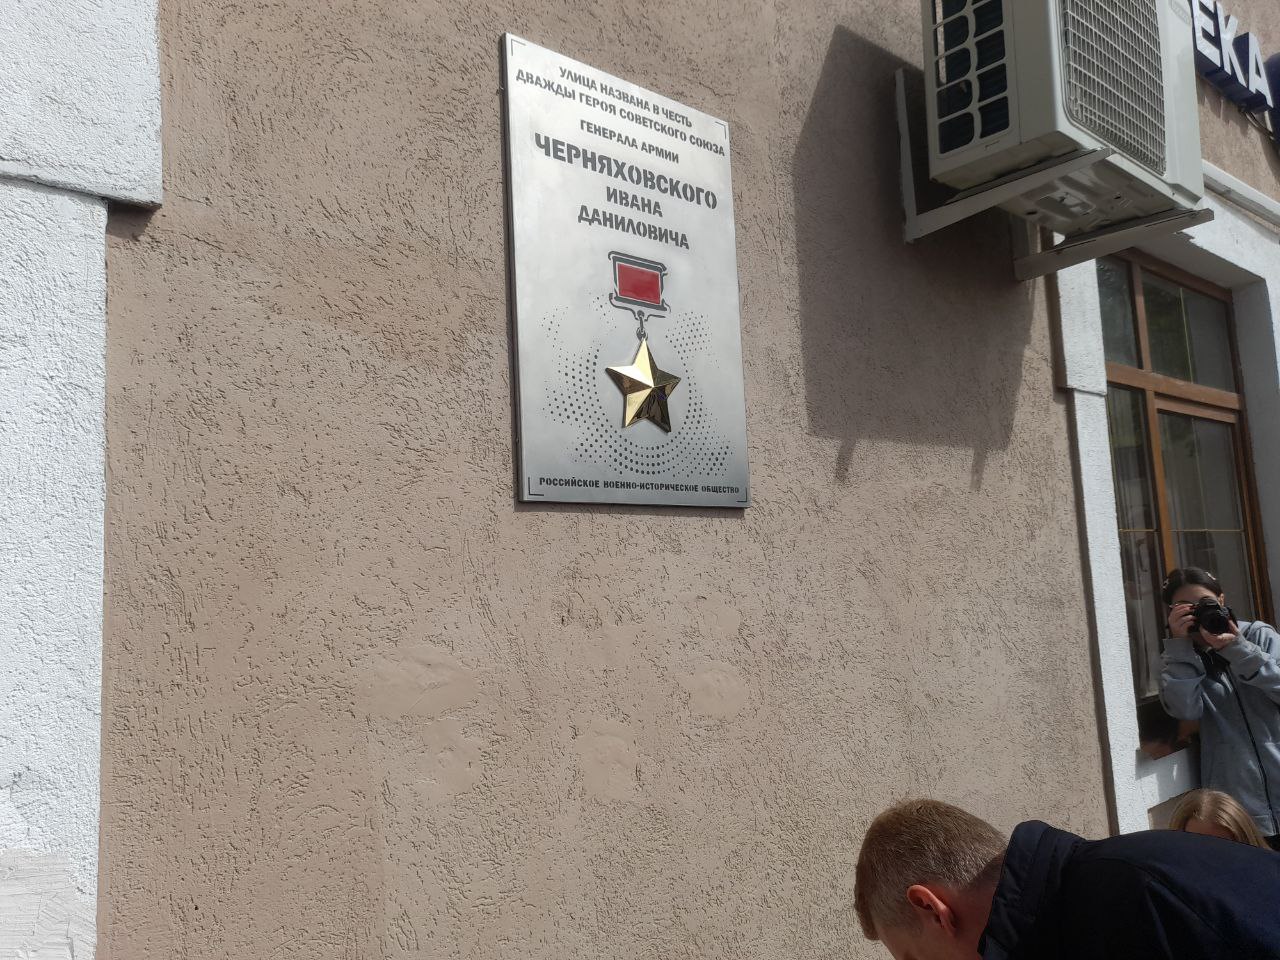 УЛИЦА НАЗВАНА В ЧЕСТЬ
ДВАЖДЫ ГЕРОЯ СОВЕТСКОГО СОЮЗА
ГЕНЕРАЛА АРМИИ
ЧЕРНЯХОВСКОГО
ИВАНА
ДАНИЛОВИЧА
РОССИЙСКОЕ ВОЕННО-ИСТОРИЧЕСКОЕ ОБЩЕСТВО
ЕКА